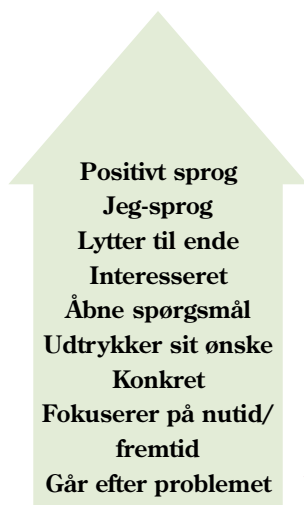 Positivt sprog
Jeg-sprog
Lytter til ende
Interesseret
Åbne spørgsmål
Udtrykker sit ønske
Konkret
Fokuserer på nutid/
fremtid
Går efter problemet